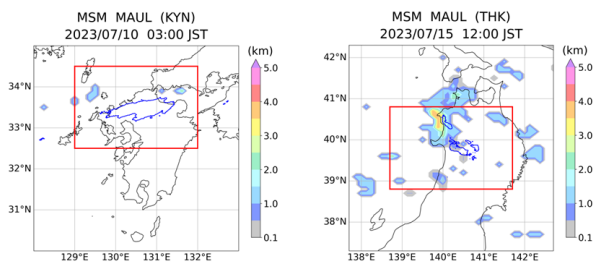 MSM MAUL (KYN)
2023/07/10 03:00 JST
(km)
5.0
4.0
3.0
2.0
1.0
0.1
34°N
33°N
32°N
31°N
129°E 130°E 131°E 132°E
MSM MAUL (THK)
2023/07/15 12:00 JST
(km)
5.0
4.0
3.0
2.0
1.0
0.1
42°N
41°N
40°N
39°N
38°N
138°E 139°E 140°E 141°E 142°E